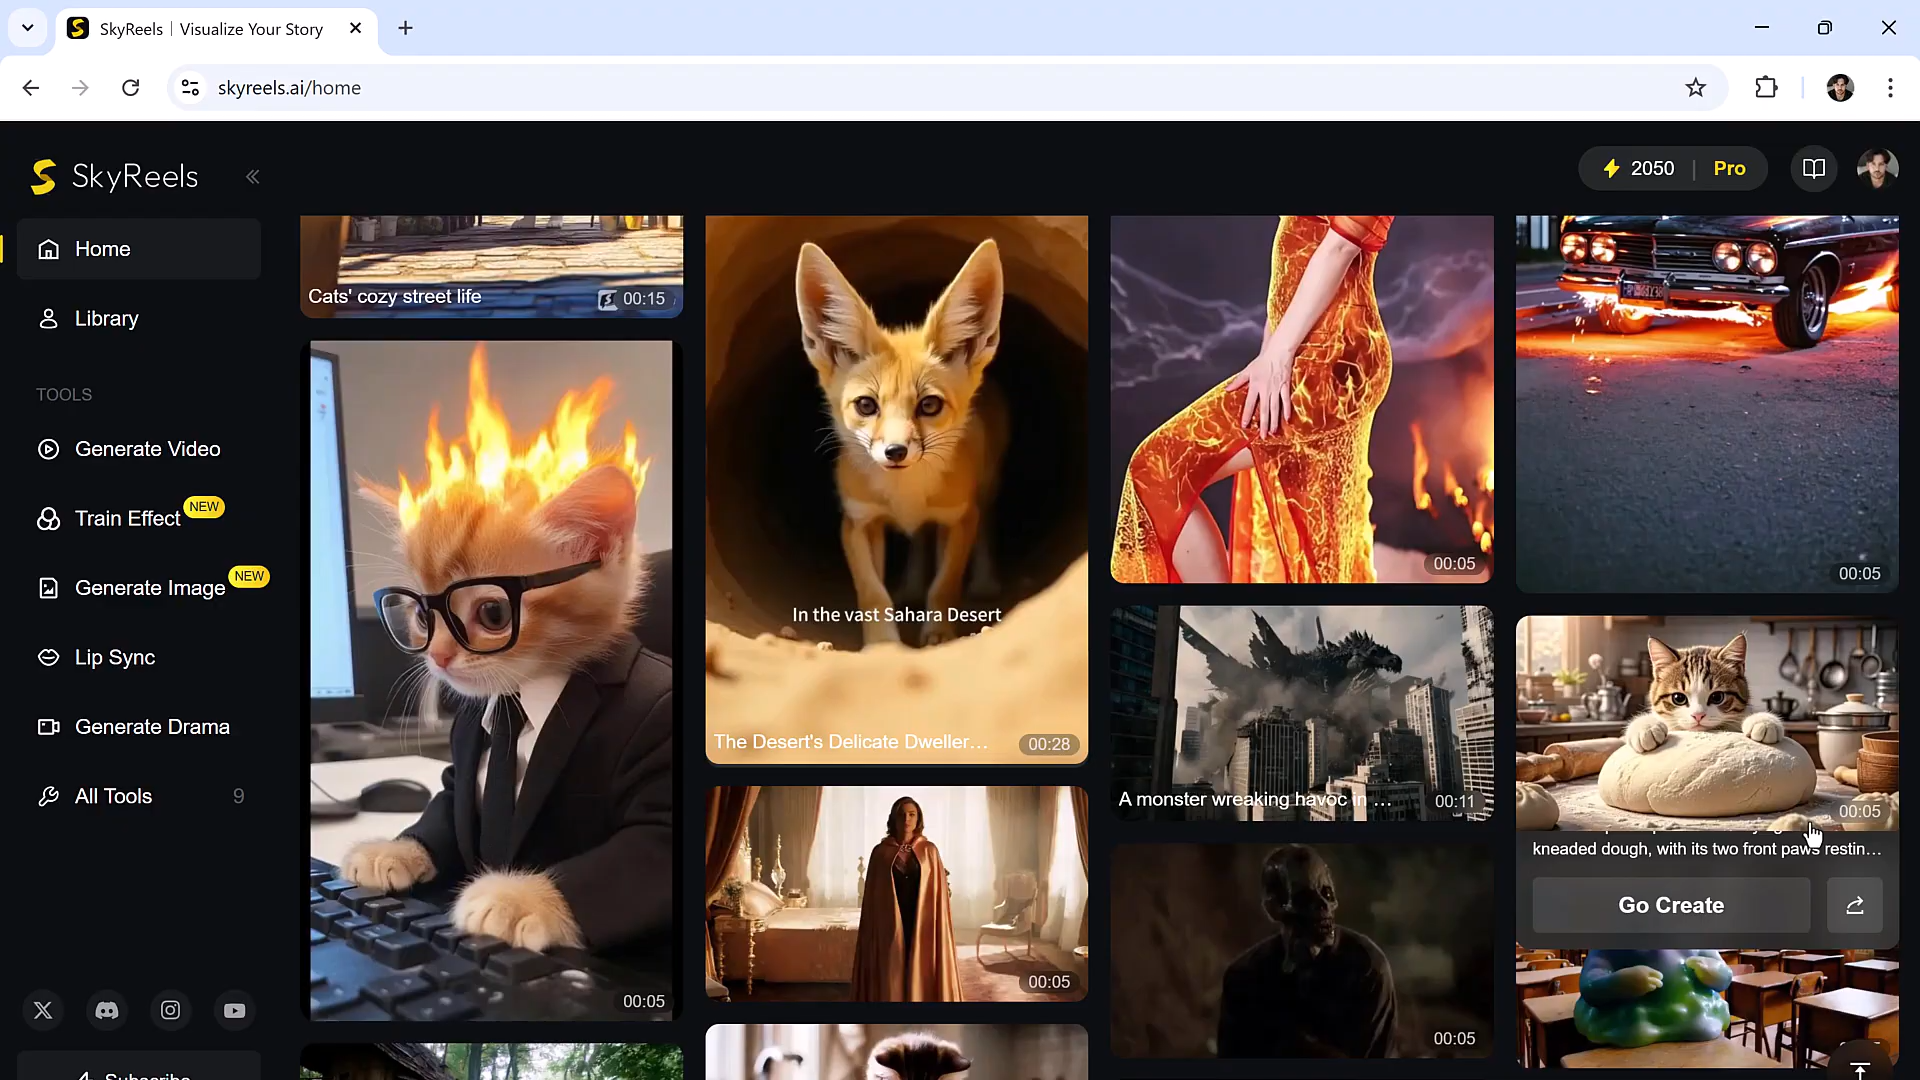 SkyReels | Visualize Your Story
skyreels.ai/home
SkyReels
2050
Pro
Home
Library
TOOLS
Generate Video
Train Effect
NEW
Generate Image
NEW
Lip Sync
Generate Drama
All Tools
9
Cats' cozy street life
00:15
00:05
In the vast Sahara Desert
The Desert's Delicate Dweller...
00:28
00:05
00:05
A monster wreaking havoc in ...
00:11
00:05
00:05
00:05
kneaded dough, with its two front paws restin...
Go Create
Subscribe